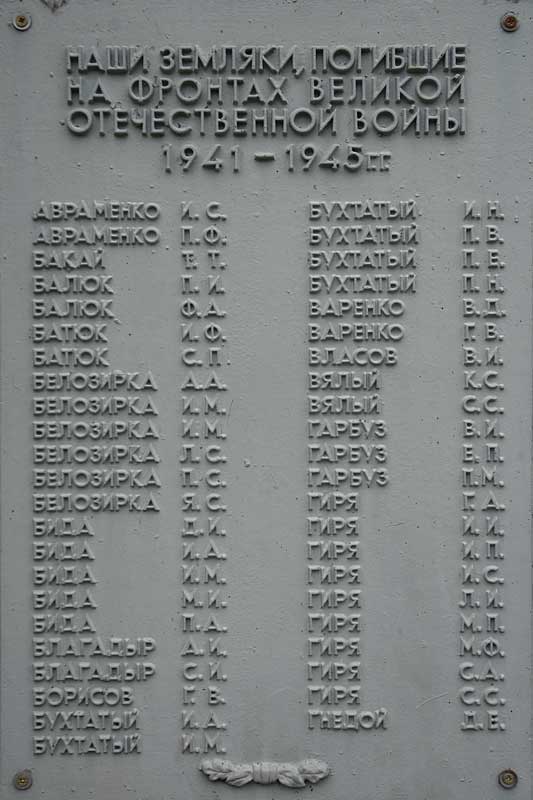 НАШИ ЗЕМЛЯКИ, ПОГИБШИЕ
НА ФРОНТАХ ВЕЛИКОЙ
ОТЕЧЕСТВЕННОЙ ВОЙНЫ
1941 – 1945гг.
АВРАМЕНКО И. С.
АВРАМЕНКО П. Ф.
БАКАЙ Т. Т.
БАЛЮК П. И.
БАЛЮК Ф. А.
БАТЮК И. Ф.
БАТЮК С. П.
БЕЛОЗИРКА А. А.
БЕЛОЗИРКА И. М.
БЕЛОЗИРКА И. М.
БЕЛОЗИРКА Л. С.
БЕЛОЗИРКА П. С.
БЕЛОЗИРКА Я. С.
БИДА Д. И.
БИДА И. А.
БИДА И. М.
БИДА М. И.
БИДА П. А.
БЛАГАДЫР А. И.
БЛАГАДЫР С. И.
БОРИСОВ Г. В.
БУХТАТЫЙ И. А.
БУХТАТЫЙ И. М.
БУХТАТЫЙ И. Н.
БУХТАТЫЙ П. В.
БУХТАТЫЙ П. Е.
БУХТАТЫЙ П. Н.
ВАРЕНКО В. Д.
ВАРЕНКО Г. В.
ВЛАСОВ В. И.
ВЯЛЫЙ К. С.
ВЯЛЫЙ С. С.
ГАРБУЗ В. И.
ГАРБУЗ Е. П.
ГАРБУЗ П. М.
ГИРЯ Г. А.
ГИРЯ И. И.
ГИРЯ И. П.
ГИРЯ И. С.
ГИРЯ Л. И.
ГИРЯ М. П.
ГИРЯ М. Ф.
ГИРЯ С. А.
ГИРЯ С. С.
ГНЕДОЙ Д. Е.